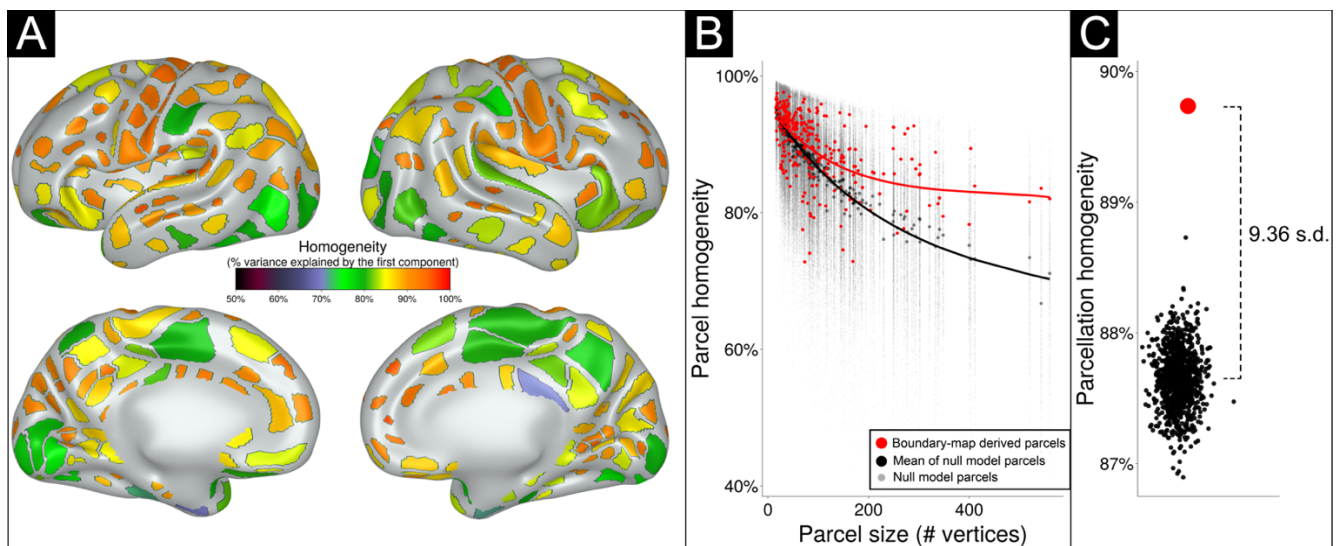 A
Homogeneity
(% variance explained by the first component)
50% 60% 70% 80% 90% 100%
B
100%
80%
60%
40%
Parcel homogeneity
0 200 400
Parcel size (# vertices)
Boundary-map derived parcels
Mean of null model parcels
Null model parcels
C
90%
89%
88%
87%
Parcellation homogeneity
9.36 s.d.